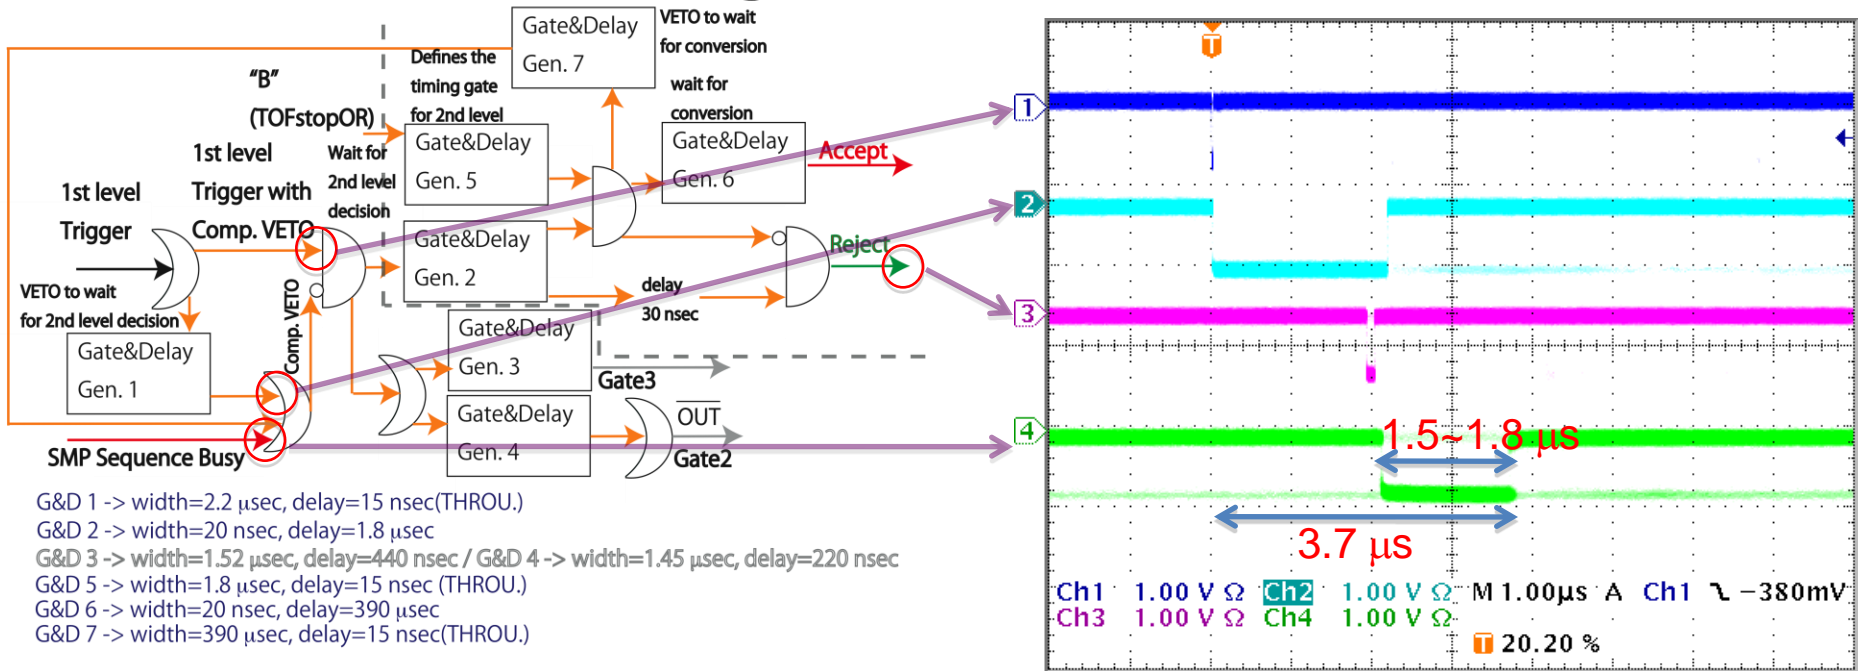 Gate&Delay
Gen. 7
VETO to wait
for conversion
Defines the
timing gate
for 2nd level
wait for
conversion
"B"
(TOFstopOR)
Gate&Delay
Gen. 5
Gate&Delay
Gen. 6
Accept
1st level
Trigger with
Comp. VETO
Wait for
2nd level
decision
1st level
Trigger
Gate&Delay
Gen. 2
Reject
delay
30 nsec
VETO to wait
for 2nd level decision
Comp. VETO
Gate&Delay
Gen. 1
Gate&Delay
Gen. 3
Gate3
Gate&Delay
Gen. 4
OUT
Gate2
SMP Sequence Busy
G&D 1 -> width=2.2 μsec, delay=15 nsec(THROU.)
G&D 2 -> width=20 nsec, delay=1.8 μsec
G&D 3 -> width=1.52 μsec, delay=440 nsec / G&D 4 -> width=1.45 μsec, delay=220 nsec
G&D 5 -> width=1.8 μsec, delay=15 nsec (THROU.)
G&D 6 -> width=20 nsec, delay=390 μsec
G&D 7 -> width=390 μsec, delay=15 nsec(THROU.)
T
1
2
3
4
1.5~1.8 μs
3.7 μs
Ch1 1.00 V Ω Ch2 1.00 V Ω M 1.00μs A Ch1 -380mV
Ch3 1.00 V Ω Ch4 1.00 V Ω
T 20.20 %